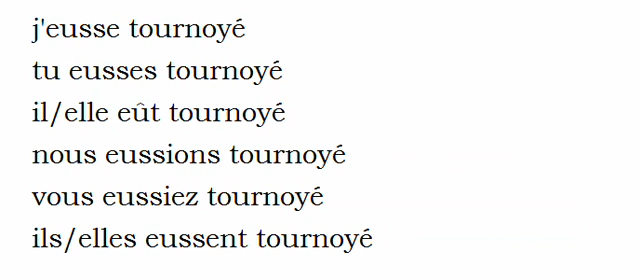 j'eusse tournoyé
tu eusses tournoyé
il/elle eût tournoyé
nous eussions tournoyé
vous eussiez tournoyé
ils/elles eussent tournoyé